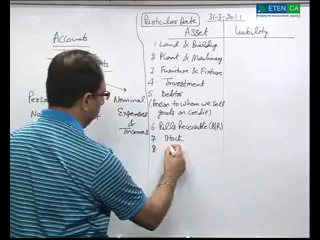 ETEN CA
Particular Date 31-3-2011
Accounts
Asset Liability
1 Land & Building
2 Plant & Machinery
3 Furniture & Fixture
4 Investment
5 Debtor
(Person to whom we sell
goods on Credit)
6 Bills Receivable (B/R)
7 Stock
8.
Nominal
Expenses
&
Incomes